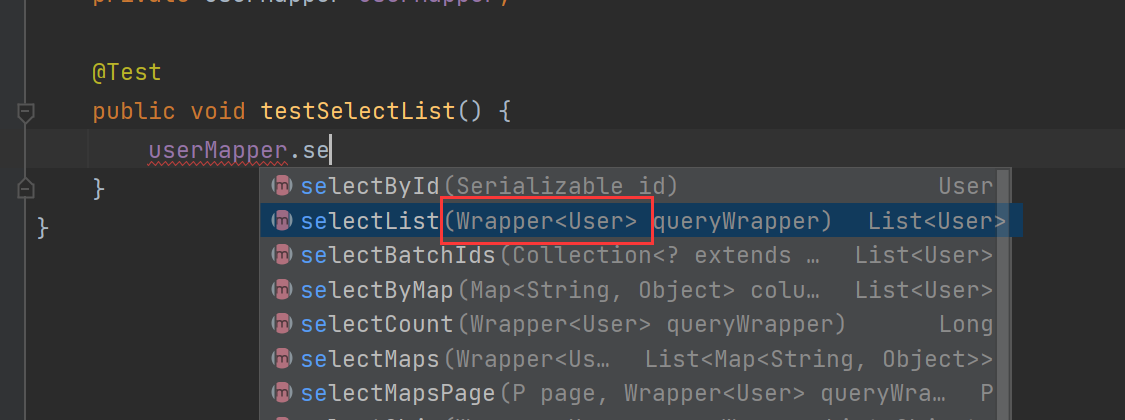 @Test
public void testSelectList() {
userMapper.se
selectById(Serializable id) User
selectList(Wrapper<User> queryWrapper) List<User>
selectBatchIds(Collection<? extends … List<User>
selectByMap(Map<String, Object> colu… List<User>
selectCount(Wrapper<User> queryWrapper) Long
selectMaps(Wrapper<Us… List<Map<String, Object>>
selectMapsPage(P page, Wrapper<User> queryWra… P
}
}